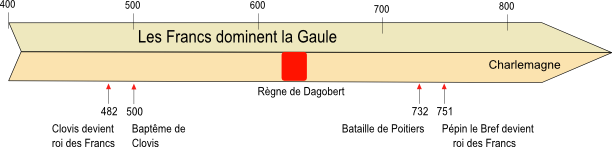 400 500 600 700 800
Les Francs dominent la Gaule
Charlemagne
Règne de Dagobert
482 500 732 751
Clovis devient
roi des Francs
Baptême de
Clovis
Bataille de Poitiers
Pépin le Bref devient
roi des Francs